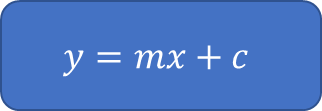 y = mx + c